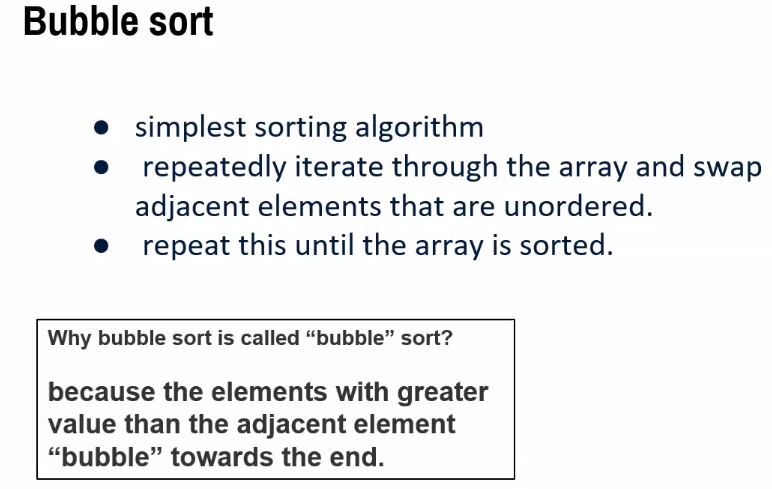 Bubble sort
● simplest sorting algorithm
● repeatedly iterate through the array and swap
adjacent elements that are unordered.
● repeat this until the array is sorted.
Why bubble sort is called “bubble” sort?
because the elements with greater
value than the adjacent element
“bubble” towards the end.